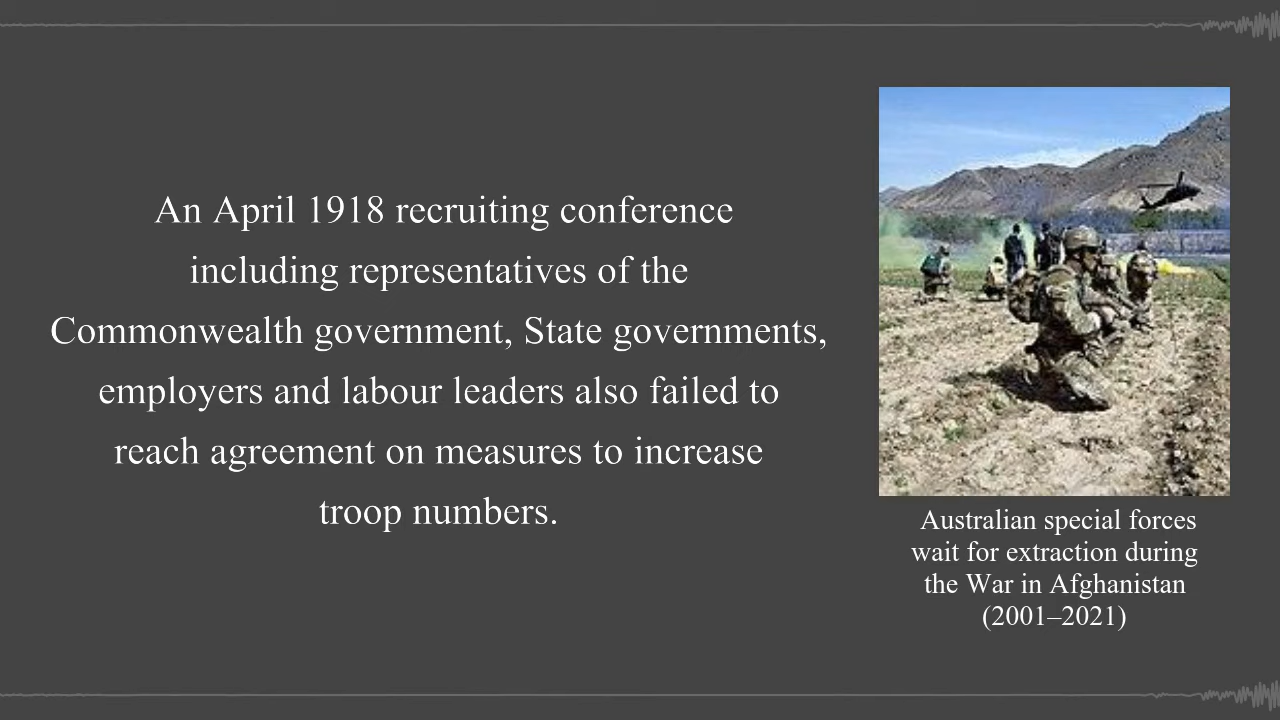 An April 1918 recruiting conference
including representatives of the
Commonwealth government, State governments,
employers and labour leaders also failed to
reach agreement on measures to increase
troop numbers.
Australian special forces
wait for extraction during
the War in Afghanistan
(2001–2021)